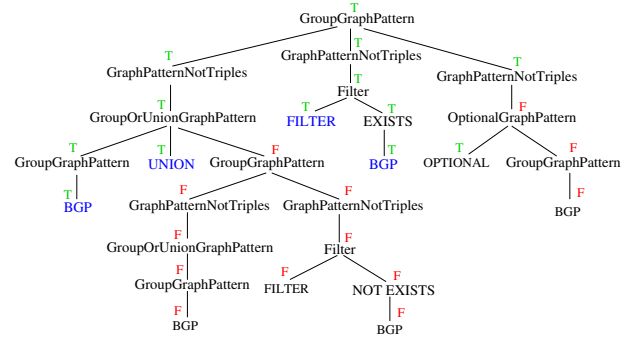 T
GroupGraphPattern
T T T
GraphPatternNotTriples GraphPatternNotTriples GraphPatternNotTriples
T T F
GroupOrUnionGraphPattern Filter OptionalGraphPattern
T T
FILTER EXISTS
T T F T T F
GroupGraphPattern UNION GroupGraphPattern BGP OPTIONAL GroupGraphPattern
T F F F
BGP GraphPatternNotTriples GraphPatternNotTriples BGP
F F
GroupOrUnionGraphPattern Filter
F F F
GroupGraphPattern FILTER NOT EXISTS
F F
BGP BGP